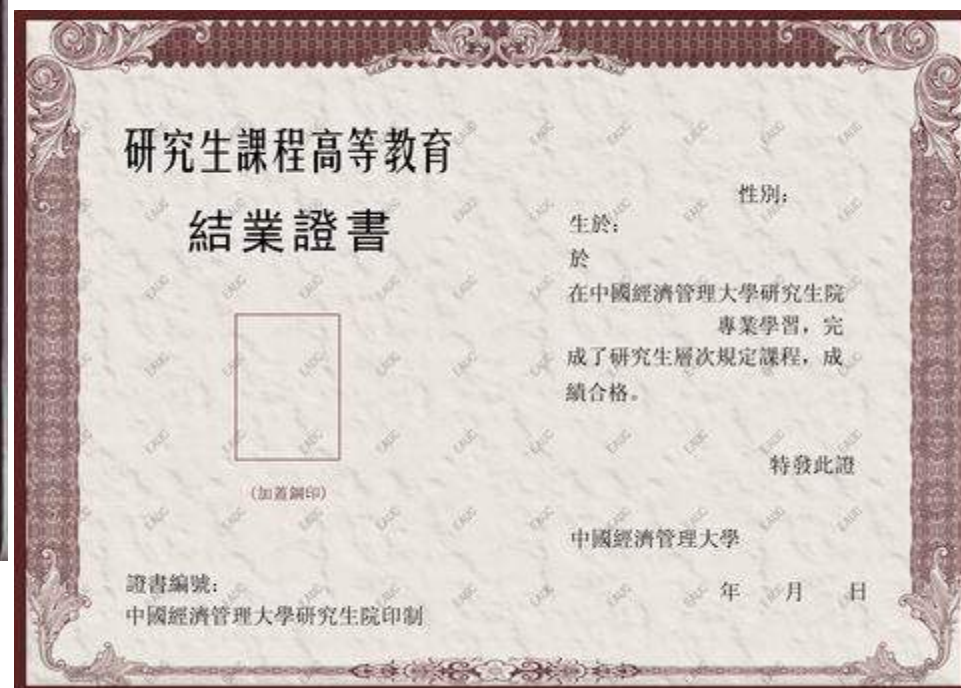 研究生課程高等教育
結業證書
(加蓋鋼印)
證書編號:
中國經濟管理大學研究生院印制
性別:
生於:
於
在中國經濟管理大學研究生院
專業學習,完
成了研究生層次規定課程,成
績合格。
特發此證
中國經濟管理大學
年 月 日